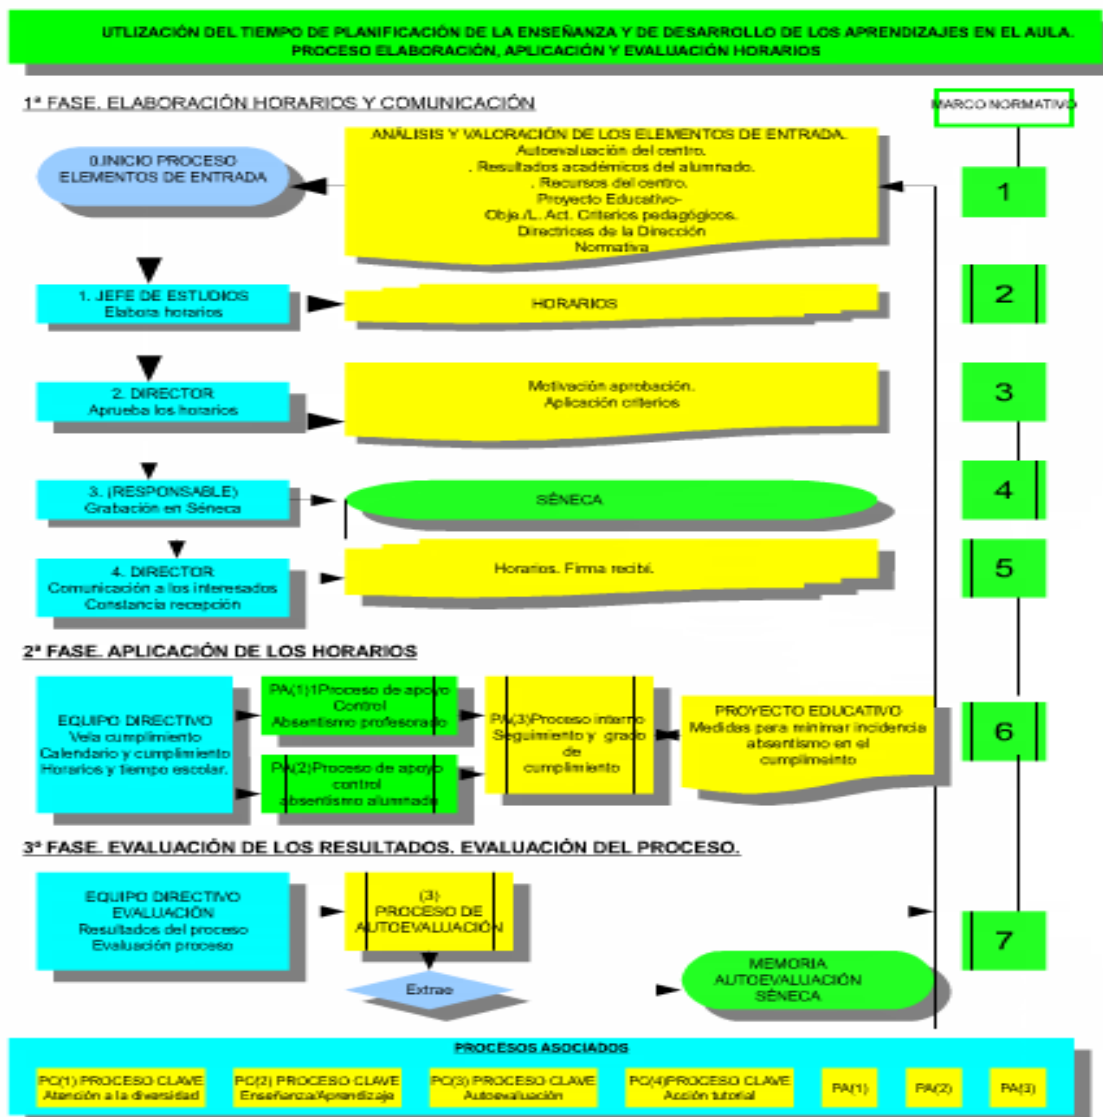 UTLIZACIÓN DEL TIEMPO DE PLANIFICACIÓN DE LA ENSEÑANZA Y DE DESARROLLO DE LOS APRENDIZAJES EN EL AULA.
PROCESO ELABORACIÓN, APLICACIÓN Y EVALUACIÓN HORARIOS
1ª FASE. ELABORACIÓN HORARIOS Y COMUNICACIÓN
MARCO NORMATIVO
0.INICIO PROCESO
ELEMENTOS DE ENTRADA
ANÁLISIS Y VALORACIÓN DE LOS ELEMENTOS DE ENTRADA.
Autoevaluación del centro.
. Resultados académicos del alumnado.
. Recursos del centro.
Proyecto Educativo-
Obje./L. Act. Criterios pedagógicos.
Directrices de la Dirección
Normativa
1
1. JEFE DE ESTUDIOS
Elabora horarios
HORARIOS
2
2. DIRECTOR
Aprueba los horarios
Motivación aprobación.
Aplicación criterios
3
3. (RESPONSABLE)
Grabación en Séneca
SÉNECA
4
4. DIRECTOR
Comunicación a los interesados
Constancia recepción
Horarios. Firma recibí.
5
2ª FASE. APLICACIÓN DE LOS HORARIOS
EQUIPO DIRECTIVO
Vela cumplimiento
Calendario y cumplimiento
Horarios y tiempo escolar.
PA(1)1Proceso de apoyo
Control
Absentismo profesorado
PA(2)Proceso de apoyo
control
absentismo alumnado
PA(3)Proceso interno
Seguimiento y grado
de
cumplimiento
PROYECTO EDUCATIVO
Medidas para minimar incidencia
absentismo en el
cumplimeinto
6
3ª FASE. EVALUACIÓN DE LOS RESULTADOS. EVALUACIÓN DEL PROCESO.
EQUIPO DIRECTIVO
EVALUACIÓN
Resultados del proceso
Evaluación proceso
(3)
PROCESO DE
AUTOEVALUACIÓN
Extrae
MEMORIA
AUTOEVALUACIÓN
SÉNECA
7
PROCESOS ASOCIADOS
PC(1) PROCESO CLAVE
Atención a la diversidad
PC(2) PROCESO CLAVE
Enseñanza/Aprendizaje
PC(3) PROCESO CLAVE
Autoevaluación
PC(4)PROCESO CLAVE
Acción tutorial
PA(1)
PA(2)
PA(3)